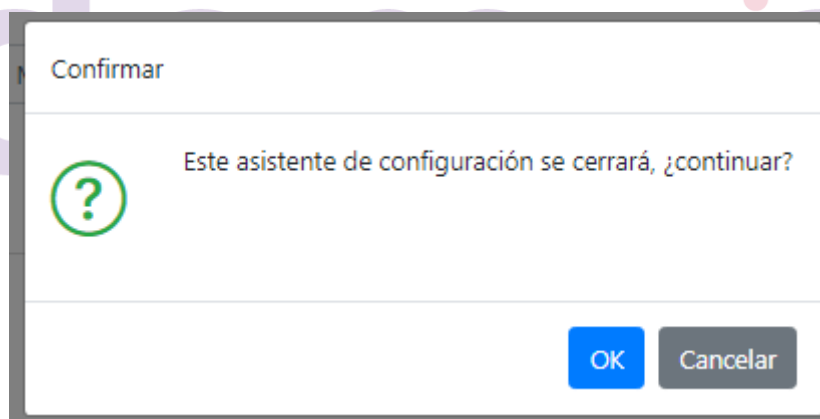 Confirmar
Este asistente de configuración se cerrará, ¿continuar?
OK
Cancelar